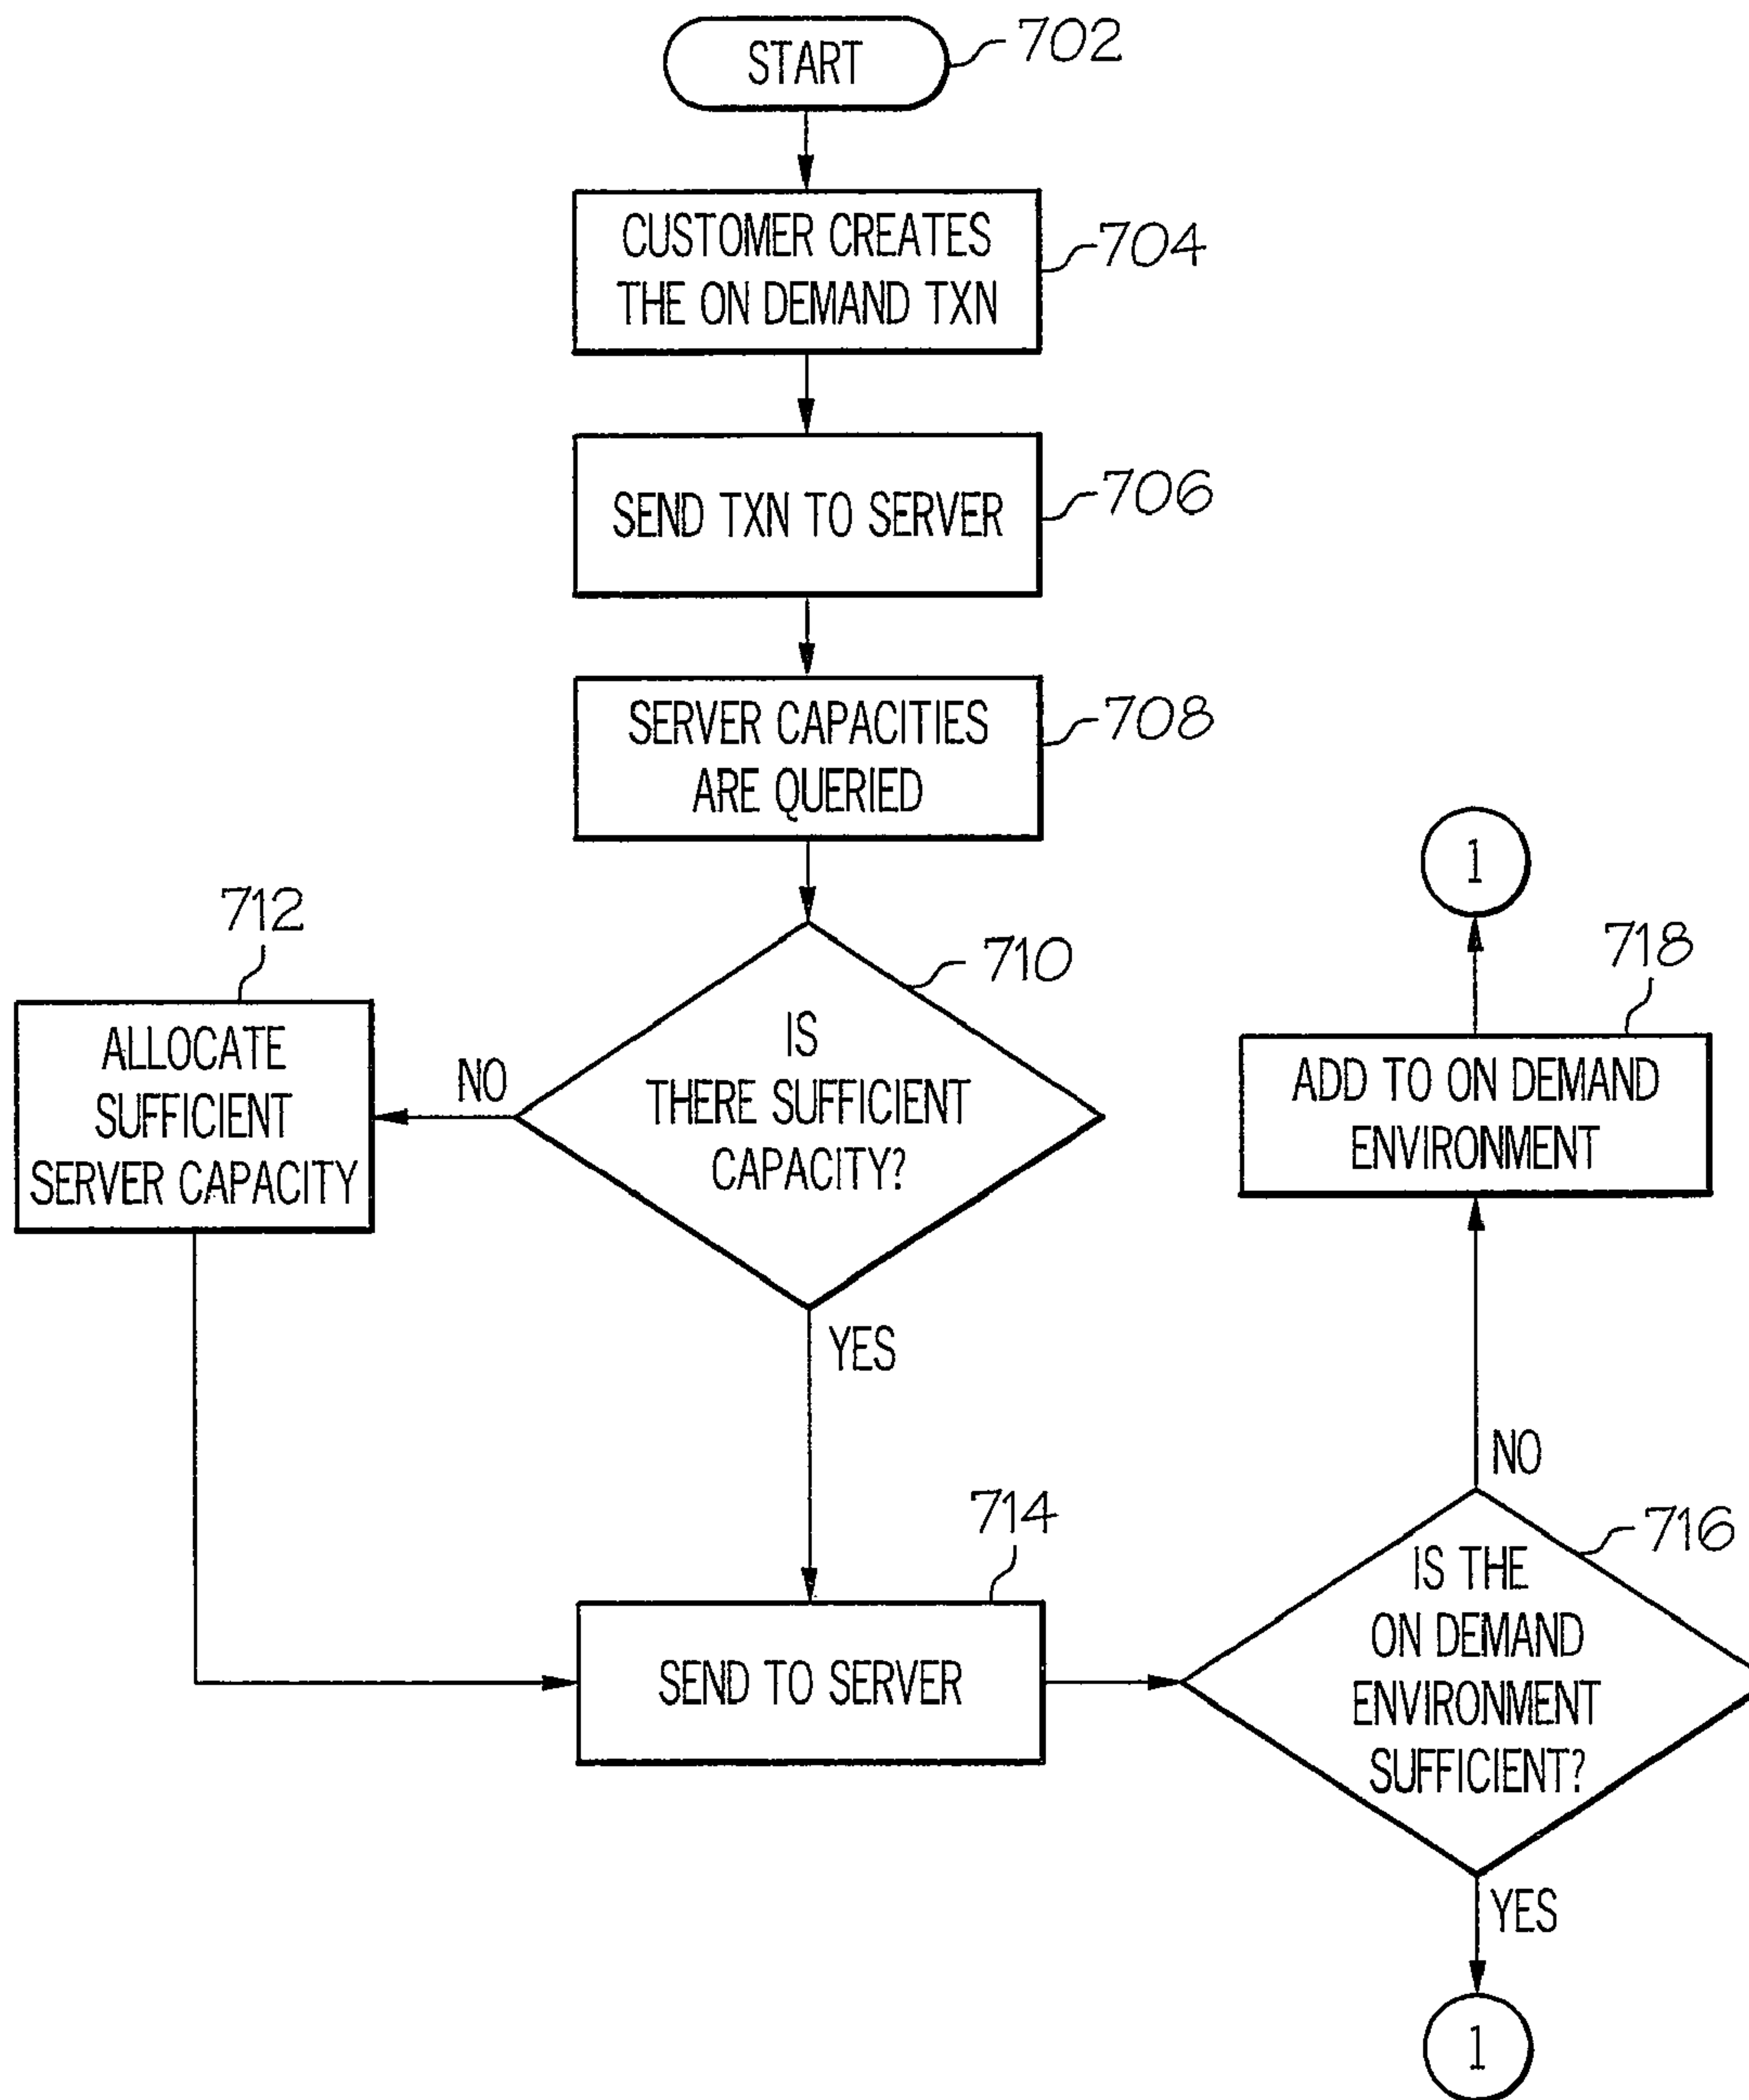 START
702
CUSTOMER CREATES
THE ON DEMAND TXN
704
SEND TXN TO SERVER
706
SERVER CAPACITIES
ARE QUERIED
708
IS
THERE SUFFICIENT
CAPACITY?
710
NO
YES
712
ALLOCATE
SUFFICIENT
SERVER CAPACITY
714
SEND TO SERVER
716
IS THE
ON DEMAND
ENVIRONMENT
SUFFICIENT?
NO
YES
718
ADD TO ON DEMAND
ENVIRONMENT
1
1